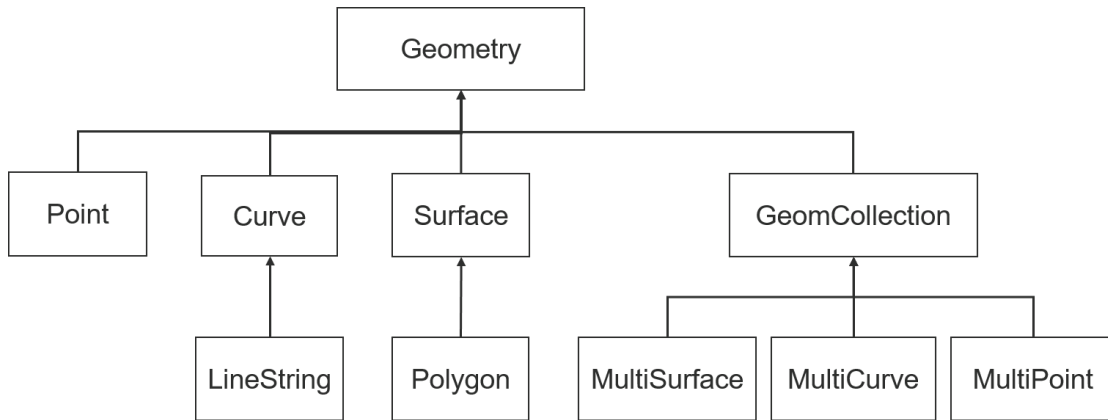 Geometry
Point
Curve
Surface
GeomCollection
LineString
Polygon
MultiSurface
MultiCurve
MultiPoint